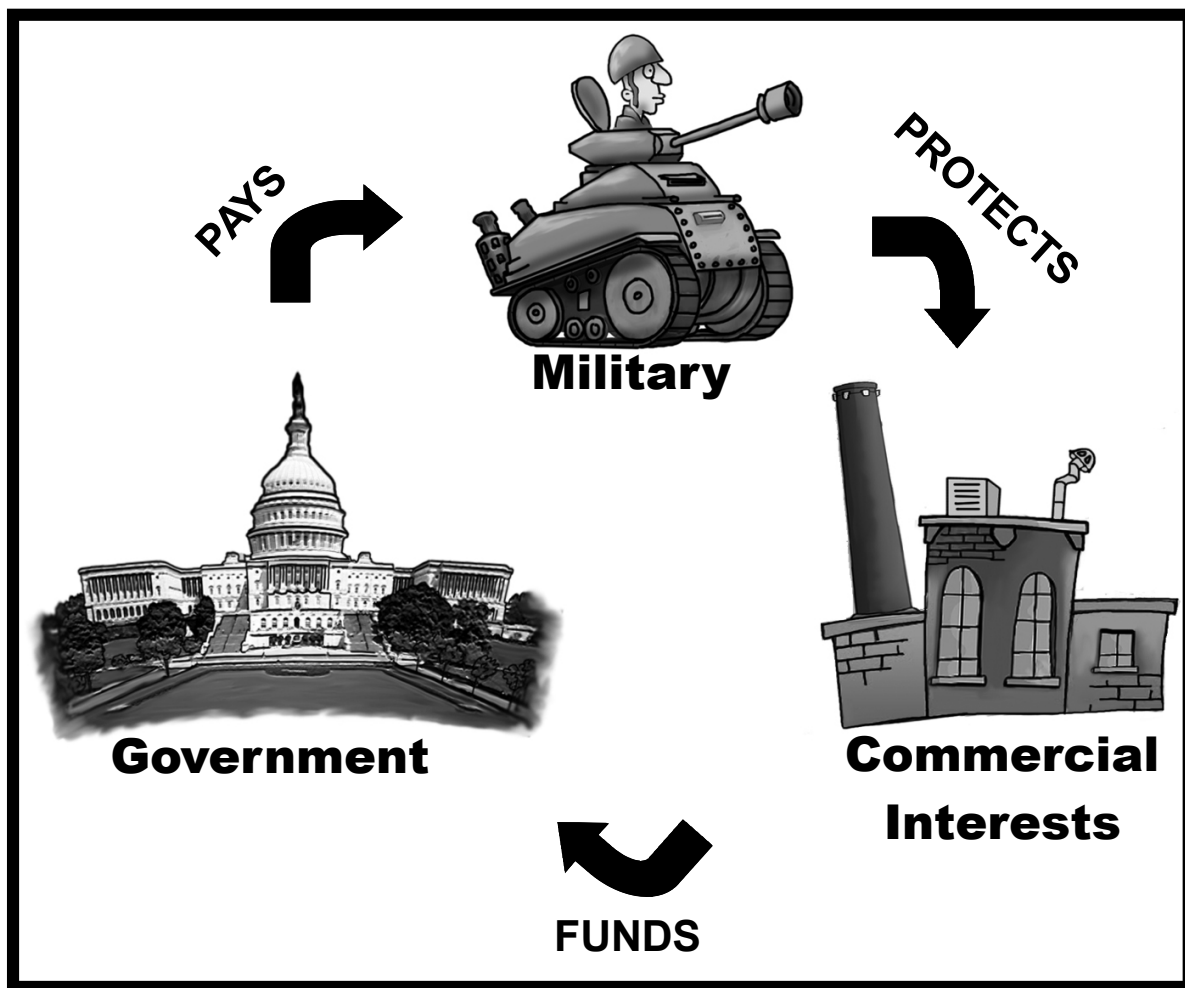 PAYS
PROTECTS
Military
Government
Commercial
Interests
FUNDS